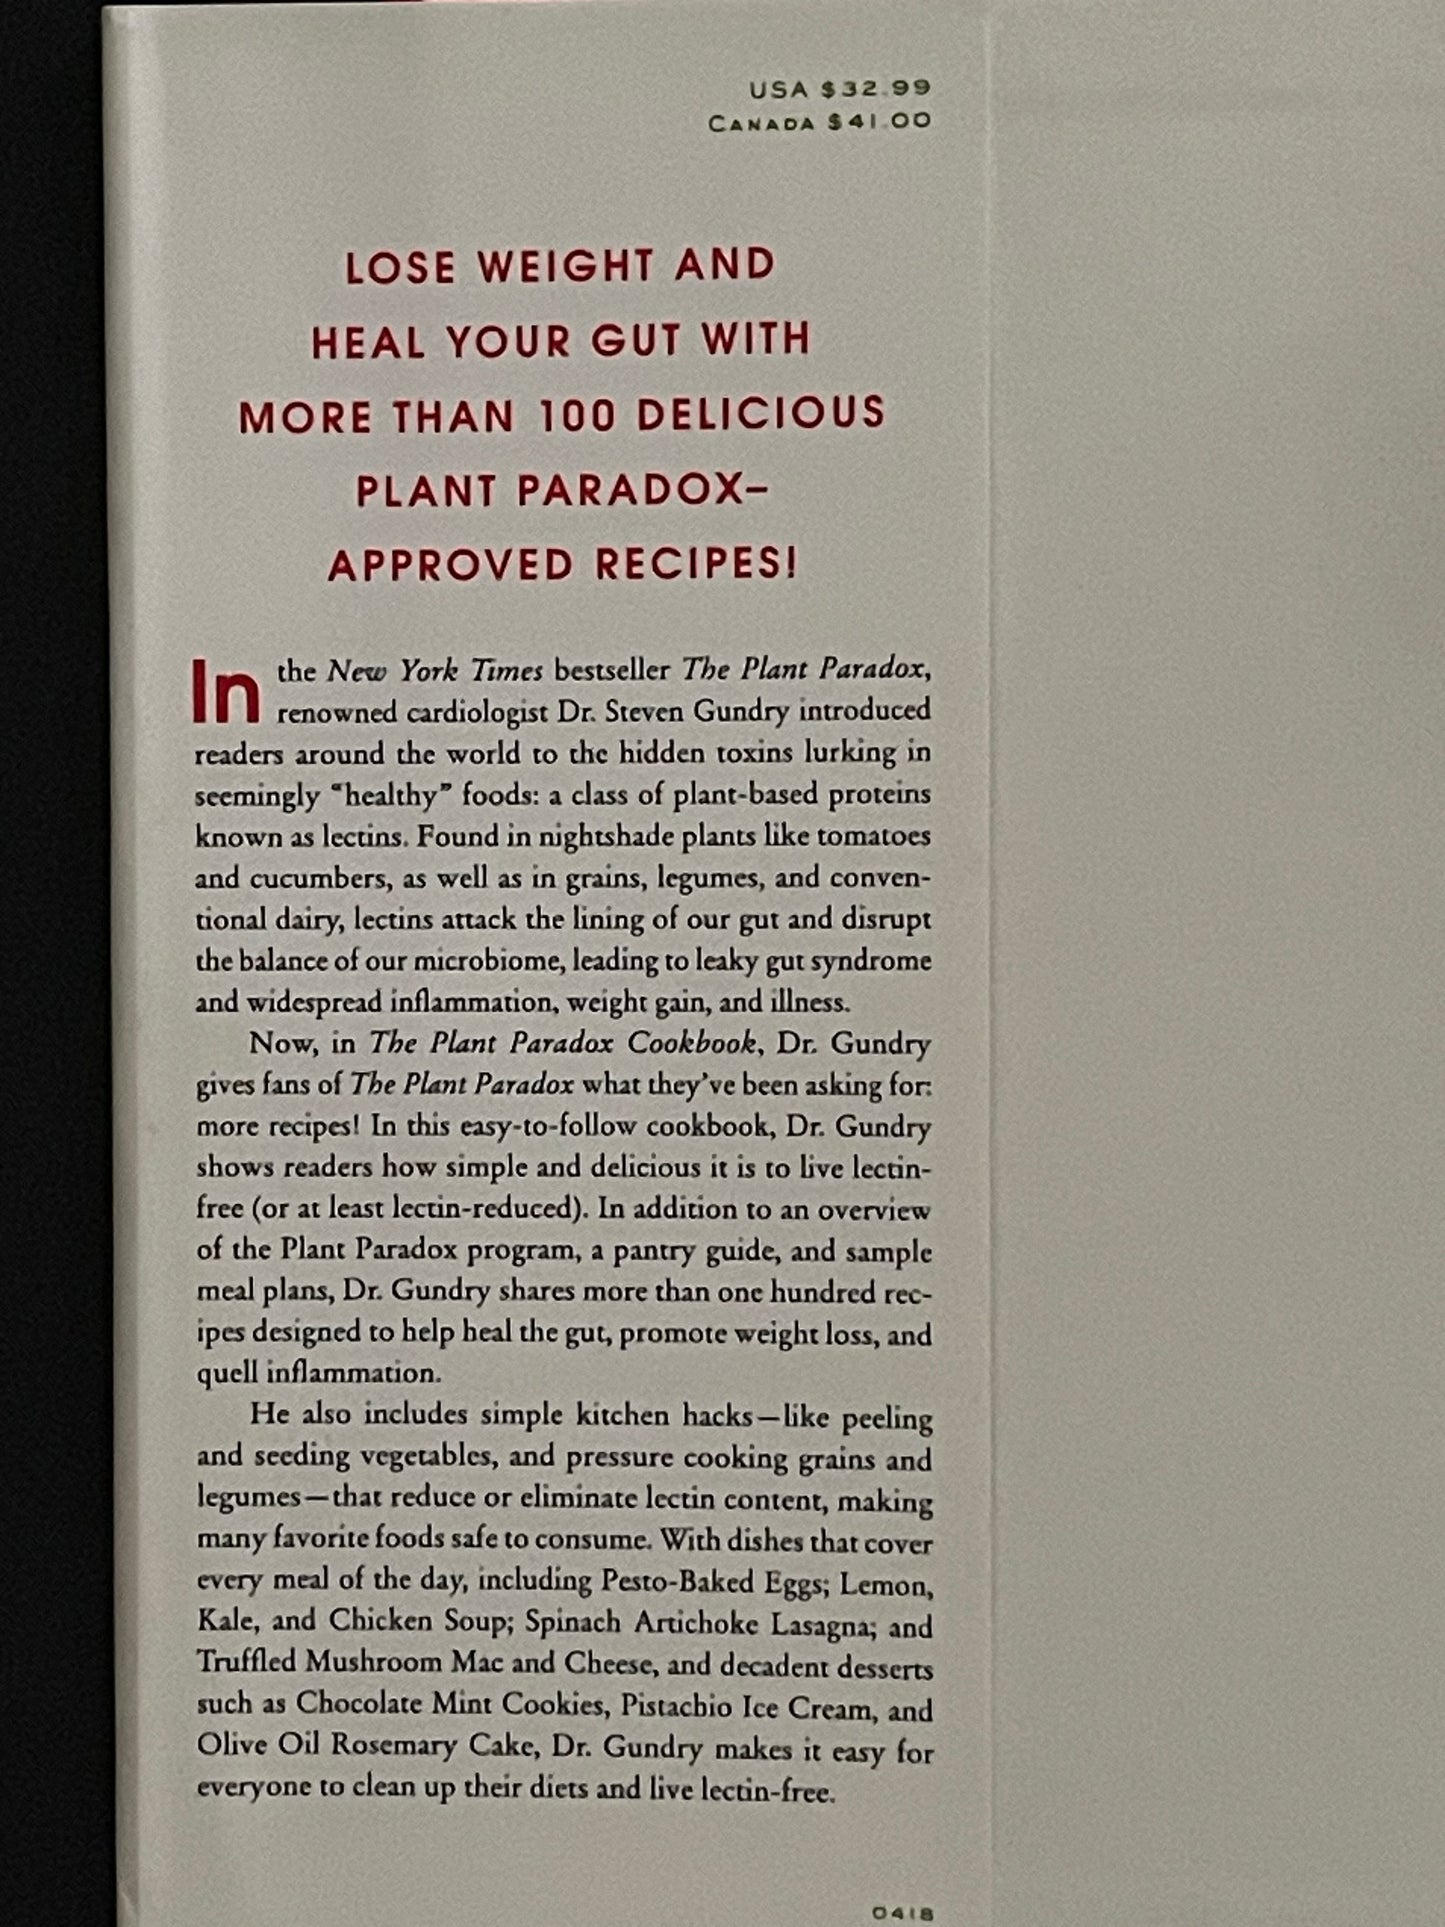 USA $32.99
CANADA $41.00
LOSE WEIGHT AND
HEAL YOUR GUT WITH
MORE THAN 100 DELICIOUS
PLANT PARADOX–
APPROVED RECIPES!
In the New York Times bestseller The Plant Paradox,
renowned cardiologist Dr. Steven Gundry introduced
readers around the world to the hidden toxins lurking in
seemingly “healthy” foods: a class of plant-based proteins
known as lectins. Found in nightshade plants like tomatoes
and cucumbers, as well as in grains, legumes, and conven-
tional dairy, lectins attack the lining of our gut and disrupt
the balance of our microbiome, leading to leaky gut syndrome
and widespread inflammation, weight gain, and illness.
Now, in The Plant Paradox Cookbook, Dr. Gundry
gives fans of The Plant Paradox what they’ve been asking for:
more recipes! In this easy-to-follow cookbook, Dr. Gundry
shows readers how simple and delicious it is to live lectin-
free (or at least lectin-reduced). In addition to an overview
of the Plant Paradox program, a pantry guide, and sample
meal plans, Dr. Gundry shares more than one hundred rec-
ipes designed to help heal the gut, promote weight loss, and
quell inflammation.
He also includes simple kitchen hacks—like peeling
and seeding vegetables, and pressure cooking grains and
legumes—that reduce or eliminate lectin content, making
many favorite foods safe to consume. With dishes that cover
every meal of the day, including Pesto-Baked Eggs; Lemon,
Kale, and Chicken Soup; Spinach Artichoke Lasagna; and
Truffled Mushroom Mac and Cheese, and decadent desserts
such as Chocolate Mint Cookies, Pistachio Ice Cream, and
Olive Oil Rosemary Cake, Dr. Gundry makes it easy for
everyone to clean up their diets and live lectin-free.
0418